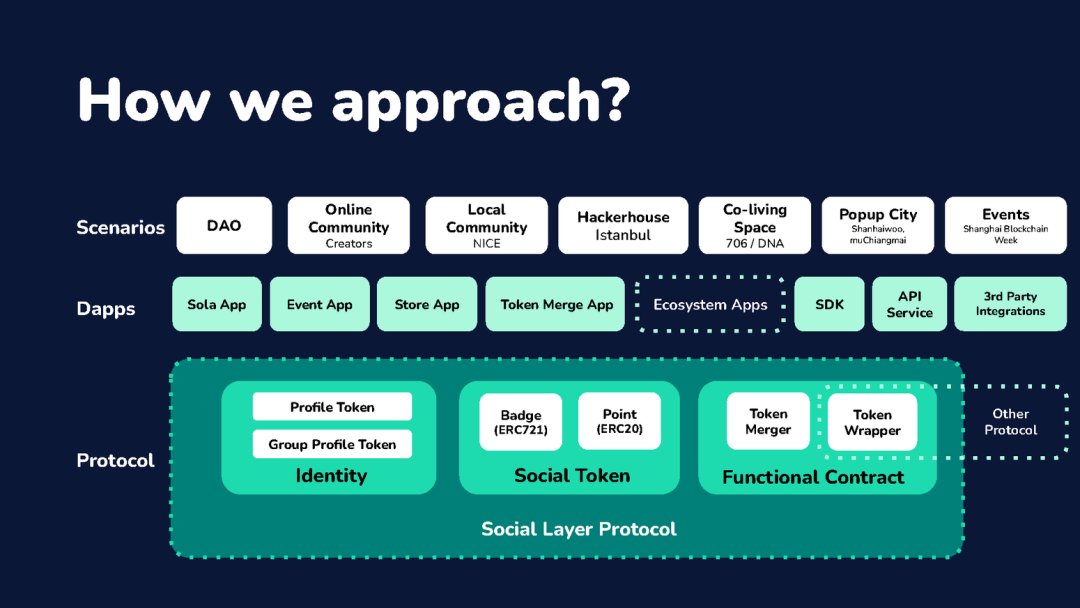 How we approach?
Scenarios
DAO
Online
Community
Creators
Local
Community
NICE
Hackerhouse
Istanbul
Co-living
Space
706 / DNA
Popup City
Shanhaiwoo,
muChiangmai
Events
Shanghai Blockchain
Week
Dapps
Sola App
Event App
Store App
Token Merge App
Ecosystem Apps
SDK
API
Service
3rd Party
Integrations
Protocol
Profile Token
Group Profile Token
Identity
Badge
(ERC721)
Point
(ERC20)
Social Token
Token
Merger
Token
Wrapper
Functional Contract
Other
Protocol
Social Layer Protocol